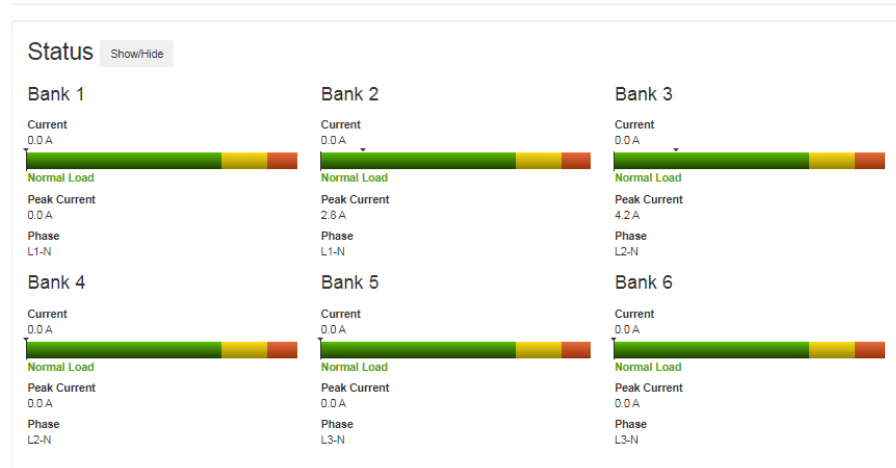 Status Show/Hide
Bank 1 Bank 2 Bank 3
Current Current Current
0.0 A 0.0 A 0.0 A
Normal Load Normal Load Normal Load
Peak Current Peak Current Peak Current
0.0 A 2.8 A 4.2 A
Phase Phase Phase
L1-N L1-N L2-N
Bank 4 Bank 5 Bank 6
Current Current Current
0.0 A 0.0 A 0.0 A
Normal Load Normal Load Normal Load
Peak Current Peak Current Peak Current
0.0 A 0.0 A 0.0 A
Phase Phase Phase
L2-N L3-N L3-N